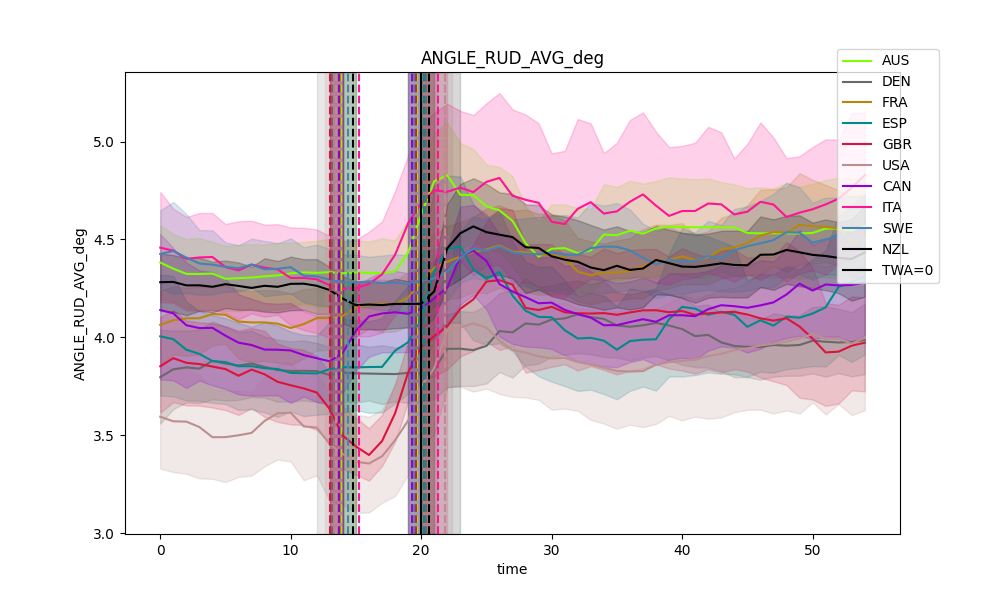 ANGLE_RUD_AVG_deg
AUS
DEN
FRA
ESP
GBR
USA
CAN
ITA
SWE
NZL
TWA=0
ANGLE_RUD_AVG_deg
5.0
4.5
4.0
3.5
3.0
0 10 20 30 40 50
time